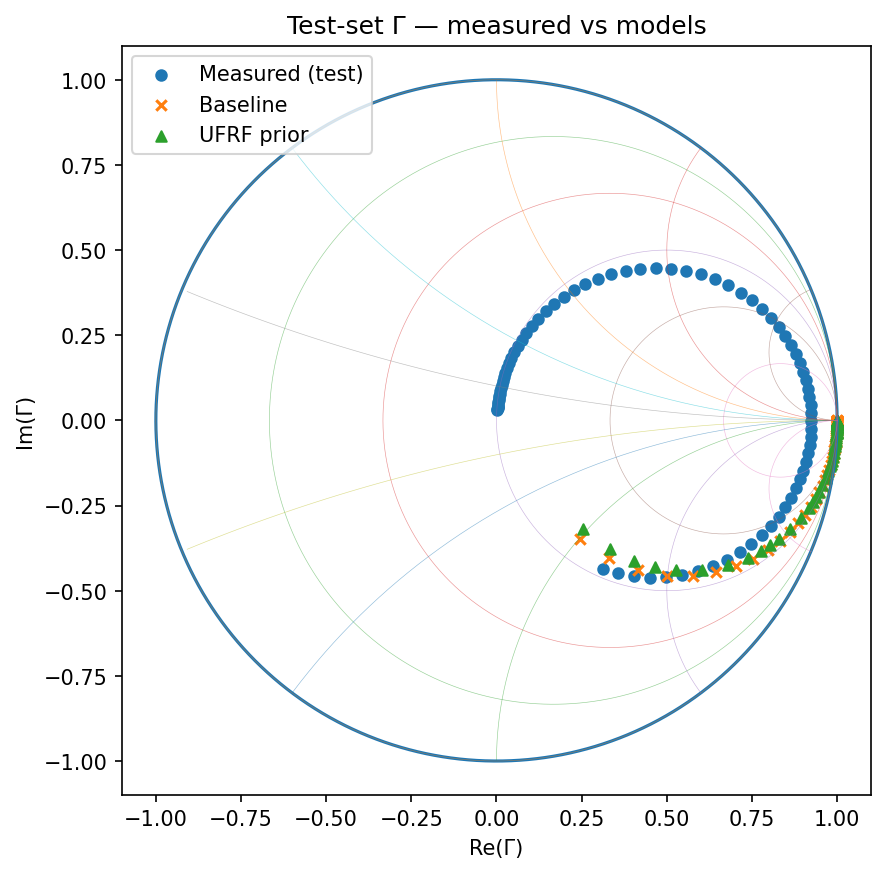 Test-set Γ — measured vs models
Measured (test)
Baseline
UFRF prior
1.00
0.75
0.50
0.25
0.00
−0.25
−0.50
−0.75
−1.00
Im(Γ)
−1.00 −0.75 −0.50 −0.25 0.00 0.25 0.50 0.75 1.00
Re(Γ)